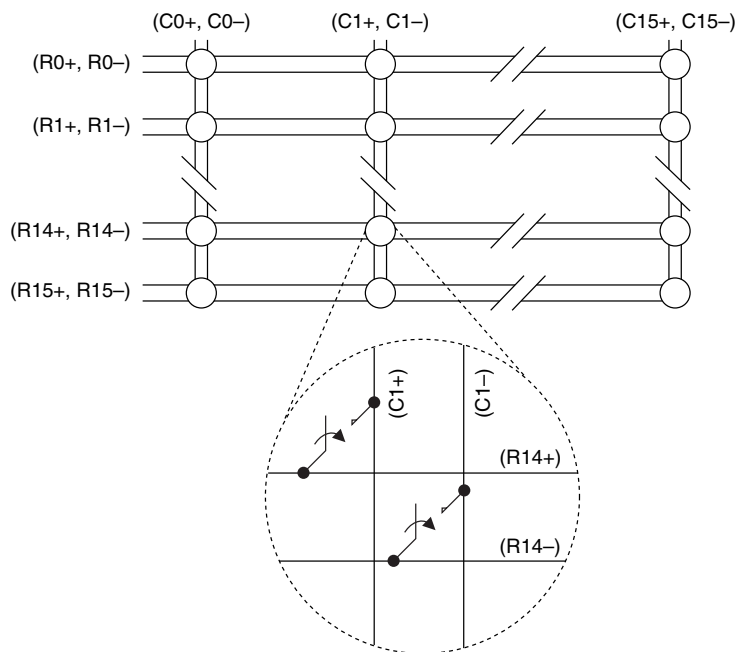 (C0+, C0–) (C1+, C1–) (C15+, C15–)
(R0+, R0–)
(R1+, R1–)
(R14+, R14–)
(R15+, R15–)
(C1+)
(C1–)
(R14+)
(R14–)